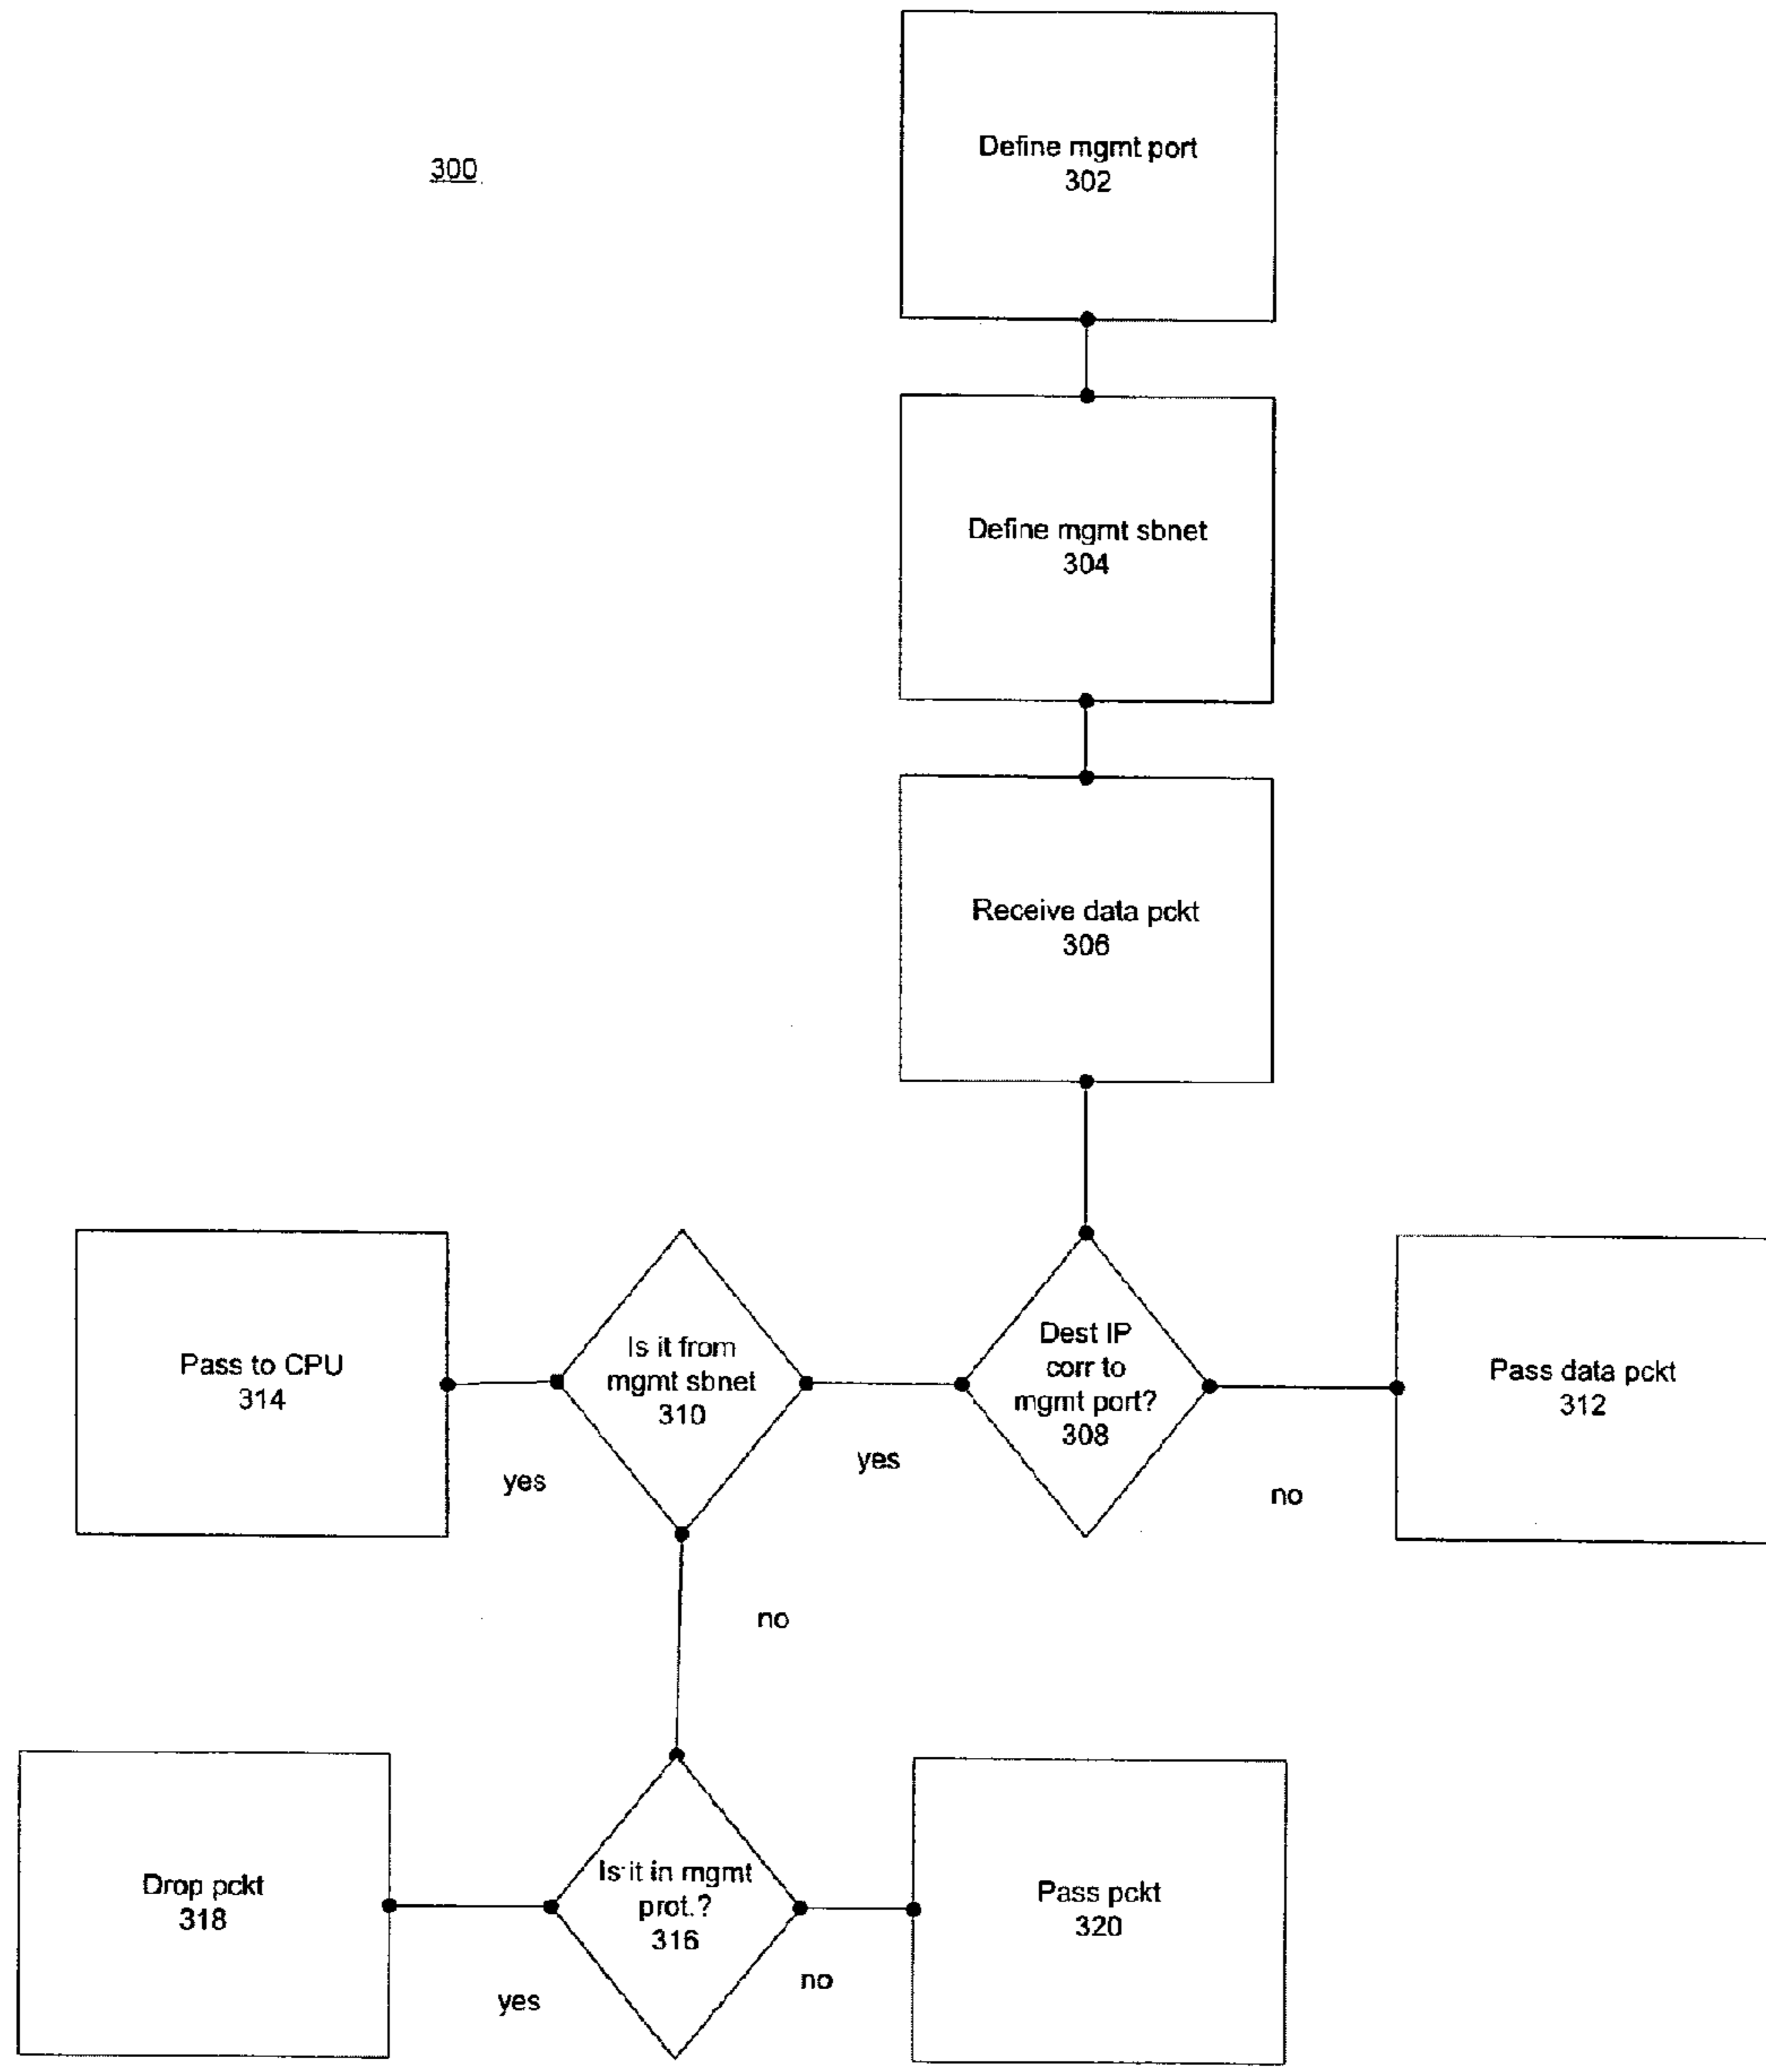 300
Define mgmt port
302
Define mgmt sbnet
304
Receive data pckt
306
Pass to CPU
314
Is it from
mgmt sbnet
310
Dest IP
corr to
mgmt port?
308
Pass data pckt
312
yes
yes
no
no
Drop pckt
318
Is it in mgmt
prot.?
316
Pass pckt
320
yes
no